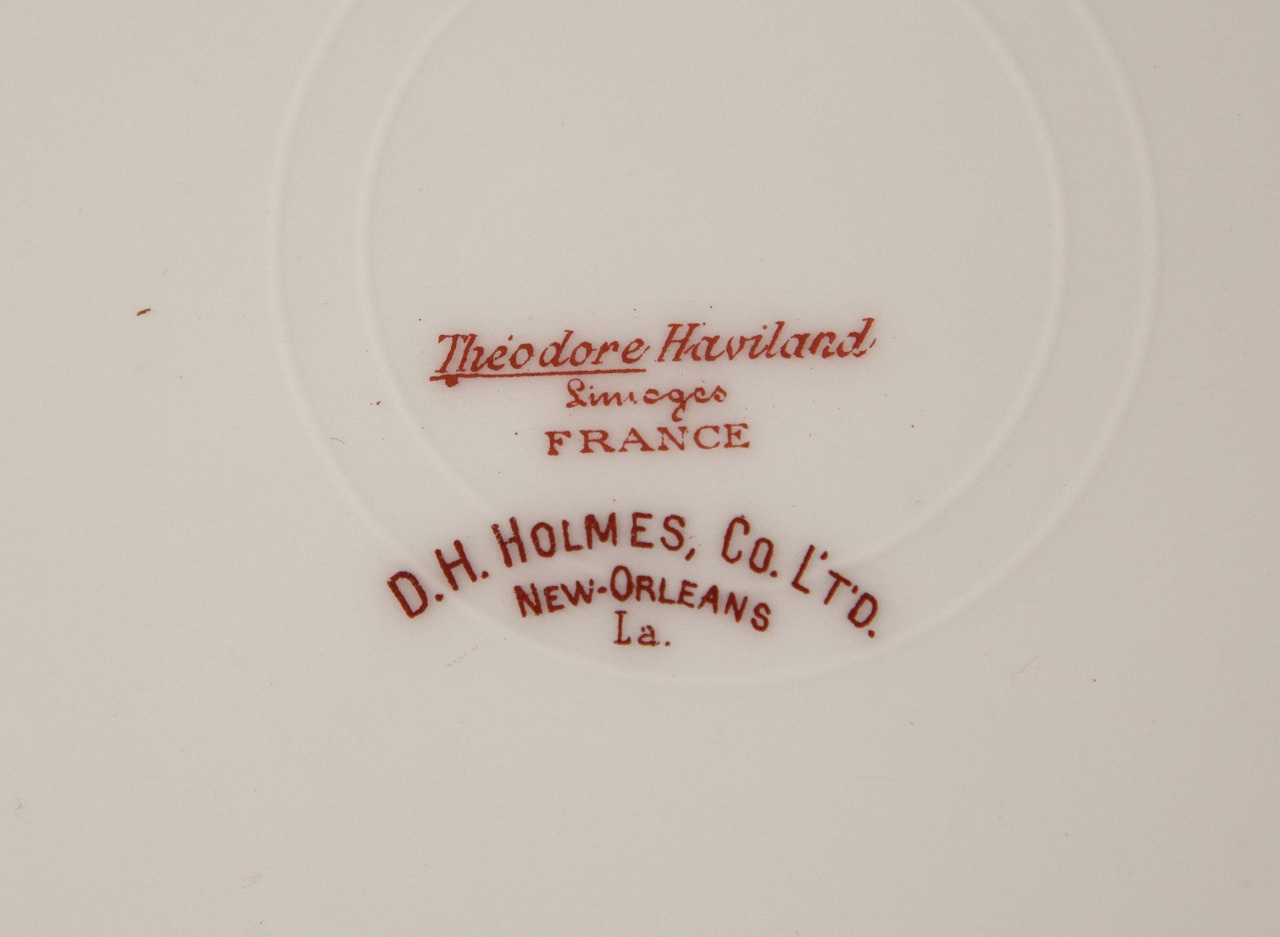 Théodore Haviland
Limoges
FRANCE
D.H. HOLMES, CO. L'T'D.
NEW-ORLEANS
La.